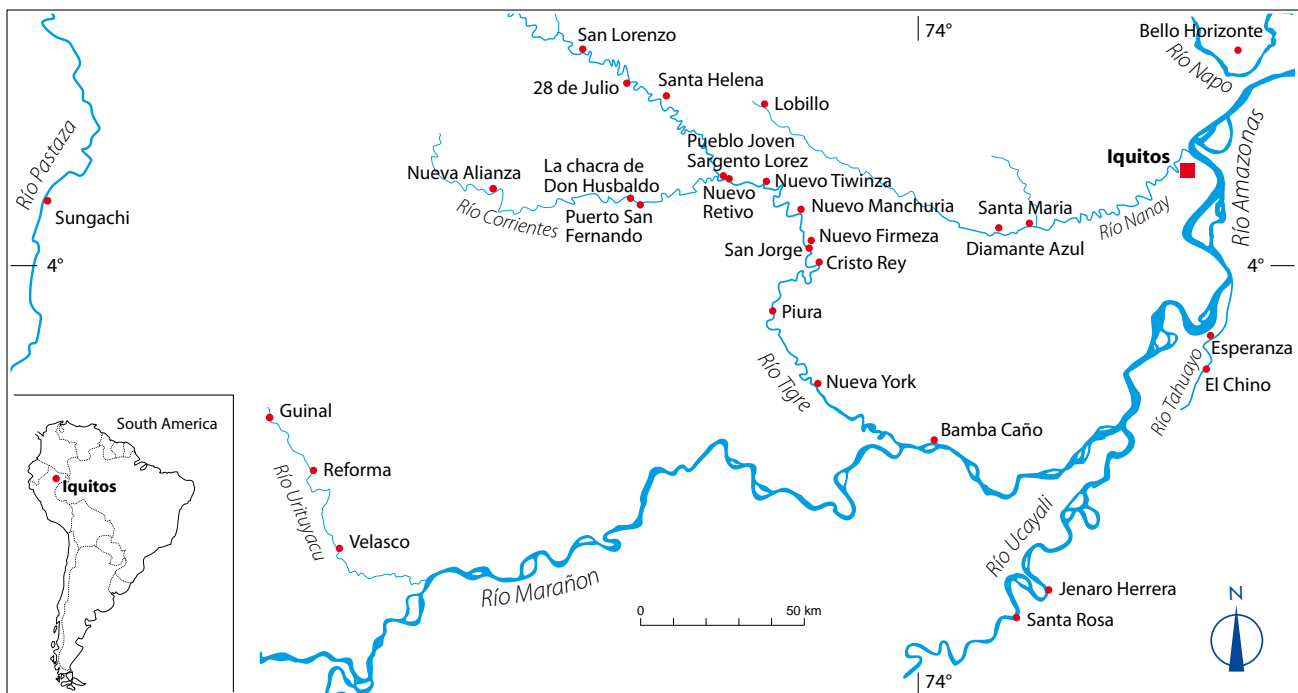 74°
Bello Horizonte
San Lorenzo
Río Napo
28 de Julio
Santa Helena
Lobillo
Río Pastaza
Río Amazonas
Pueblo Joven
Sargento Lorez
Iquitos
La chacra de
Don Husbaldo
Nueva Alianza
Nuevo Tiwinza
Nuevo
Retivo
Río Corrientes
Puerto San
Fernando
Nuevo Manchuria
Santa Maria
Río Nanay
Sungachi
Nuevo Firmeza
San Jorge
Diamante Azul
Cristo Rey
4°
4°
Piura
Esperanza
Río Tahuayo
El Chino
Río Tigre
Nueva York
Guinal
South America
Bamba Caño
Reforma
Iquitos
Río Urituyacu
Río Ucayali
Velasco
Río Marañon
Jenaro Herrera
0
50 km
Santa Rosa
N
74°